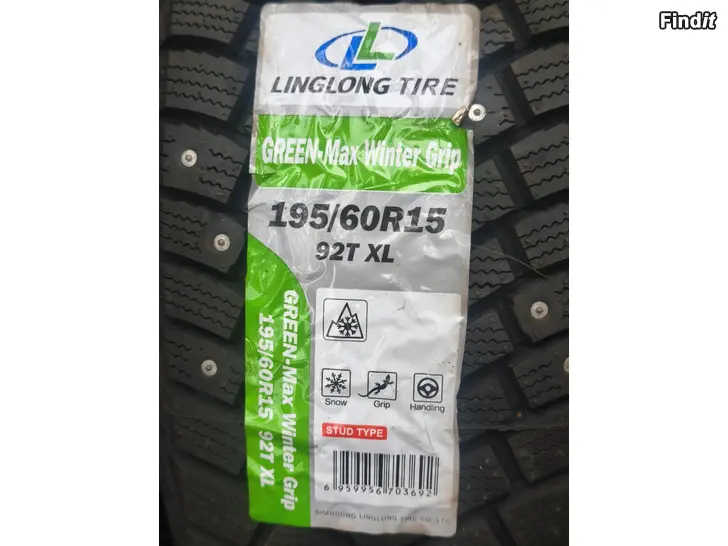 Findit
LINGLONG TIRE
GREEN-Max Winter Grip
195/60R15
92T XL
GREEN-Max Winter Grip
195/60R15 92T XL
Snow
Grip
Handling
STUD TYPE
6 959956 703692
SHANDONG LINGLONG TIRE CO.,LTD